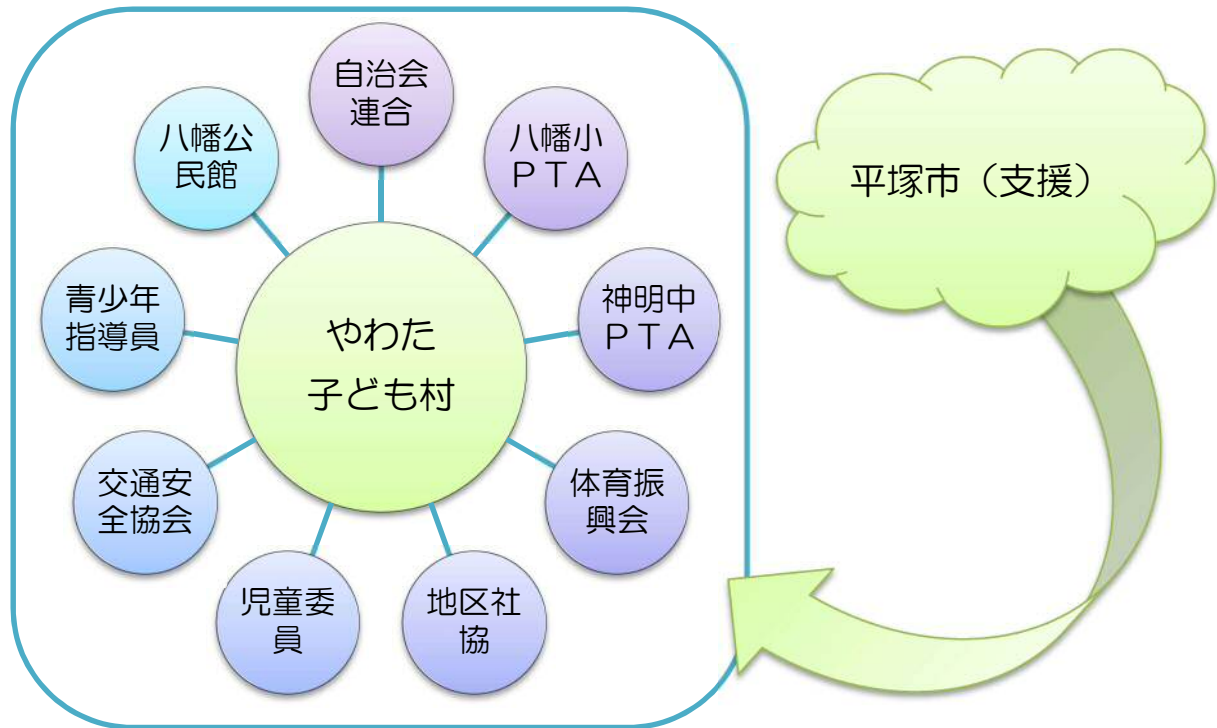 自治会
連合
八幡小
ＰＴＡ
神明中
ＰＴＡ
体育振
興会
地区社
協
児童委
員
交通安
全協会
青少年
指導員
八幡公
民館
やわた
子ども村
平塚市（支援）